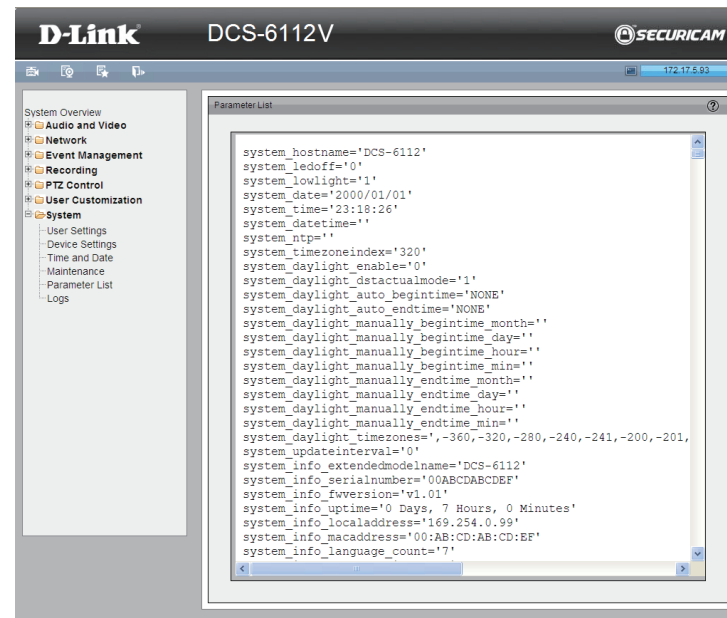 D-Link
DCS-6112V
SECURICAM
172.17.5.93
System Overview
Audio and Video
Network
Event Management
Recording
PTZ Control
User Customization
System
User Settings
Device Settings
Time and Date
Maintenance
Parameter List
Logs
Parameter List
system_hostname='DCS-6112'
system_ledoff='0'
system_lowlight='1'
system_date='2000/01/01'
system_time='23:18:26'
system_datetime=''
system_ntp=''
system_timezoneindex='320'
system_daylight_enable='0'
system_daylight_dstactualmode='1'
system_daylight_auto_begintime='NONE'
system_daylight_auto_endtime='NONE'
system_daylight_manually_begintime_month=''
system_daylight_manually_begintime_day=''
system_daylight_manually_begintime_hour=''
system_daylight_manually_begintime_min=''
system_daylight_manually_endtime_month=''
system_daylight_manually_endtime_day=''
system_daylight_manually_endtime_hour=''
system_daylight_manually_endtime_min=''
system_daylight_timezones=',-360,-320,-280,-240,-241,-200,-201,
system_updateinterval='0'
system_info_extendedmodelname='DCS-6112'
system_info_serialnumber='00ABCDABCDEF'
system_info_fwversion='v1.01'
system_info_uptime='0 Days, 7 Hours, 0 Minutes'
system_info_localaddress='169.254.0.99'
system_info_macaddress='00:AB:CD:AB:CD:EF'
system_info_language_count='7'